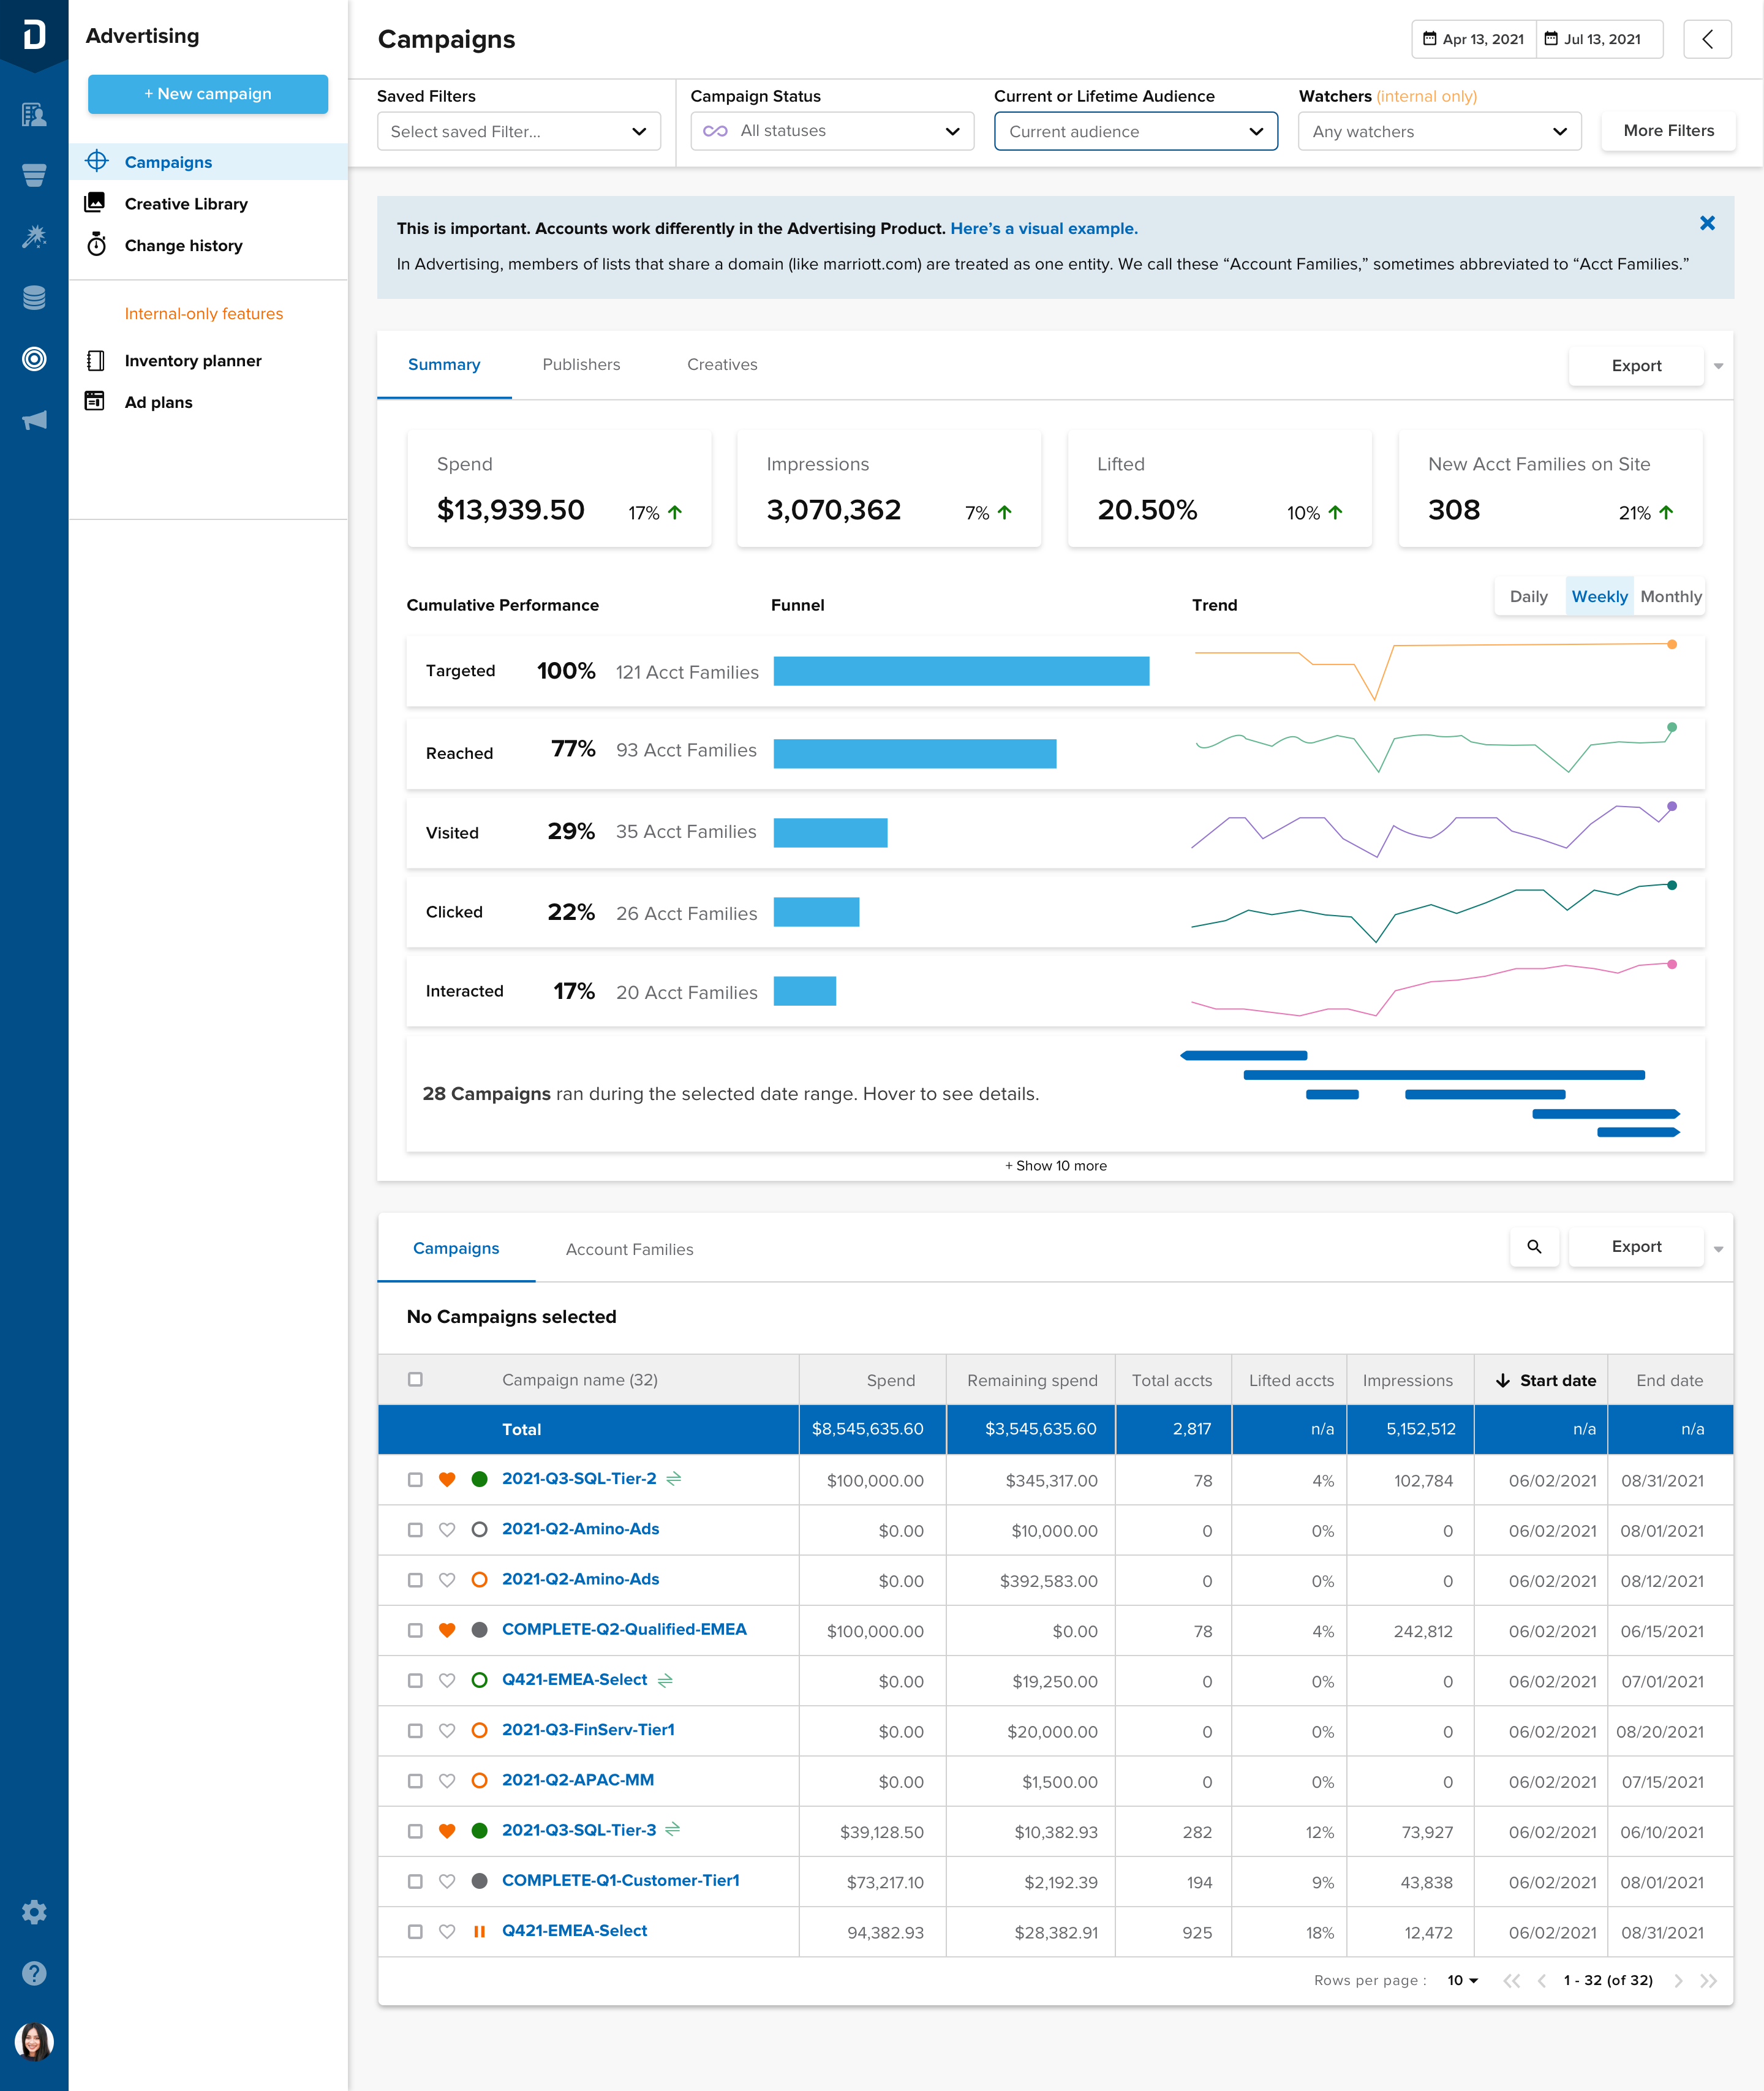 Advertising
+ New campaign
Campaigns
Creative Library
Change history
Internal-only features
Inventory planner
Ad plans
Campaigns
Apr 13, 2021
Jul 13, 2021
Saved Filters
Select saved Filter...
Campaign Status
All statuses
Current or Lifetime Audience
Current audience
Watchers (internal only)
Any watchers
More Filters
This is important. Accounts work differently in the Advertising Product. Here’s a visual example.
In Advertising, members of lists that share a domain (like marriott.com) are treated as one entity. We call these “Account Families,” sometimes abbreviated to “Acct Families.”
Summary Publishers Creatives Export
Spend
$13,939.50 17%
Impressions
3,070,362 7%
Lifted
20.50% 10%
New Acct Families on Site
308 21%
Cumulative Performance Funnel Trend Daily Weekly Monthly
Targeted 100% 121 Acct Families
Reached 77% 93 Acct Families
Visited 29% 35 Acct Families
Clicked 22% 26 Acct Families
Interacted 17% 20 Acct Families
28 Campaigns ran during the selected date range. Hover to see details.
+ Show 10 more
Campaigns Account Families Export
No Campaigns selected
Campaign name (32) Spend Remaining spend Total accts Lifted accts Impressions Start date End date
Total $8,545,635.60 $3,545,635.60 2,817 n/a 5,152,512 n/a n/a
2021-Q3-SQL-Tier-2 $100,000.00 $345,317.00 78 4% 102,784 06/02/2021 08/31/2021
2021-Q2-Amino-Ads $0.00 $10,000.00 0 0% 0 06/02/2021 08/01/2021
2021-Q2-Amino-Ads $0.00 $392,583.00 0 0% 0 06/02/2021 08/12/2021
COMPLETE-Q2-Qualified-EMEA $100,000.00 $0.00 78 4% 242,812 06/02/2021 06/15/2021
Q421-EMEA-Select $0.00 $19,250.00 0 0% 0 06/02/2021 07/01/2021
2021-Q3-FinServ-Tier1 $0.00 $20,000.00 0 0% 0 06/02/2021 08/20/2021
2021-Q2-APAC-MM $0.00 $1,500.00 0 0% 0 06/02/2021 07/15/2021
2021-Q3-SQL-Tier-3 $39,128.50 $10,382.93 282 12% 73,927 06/02/2021 06/10/2021
COMPLETE-Q1-Customer-Tier1 $73,217.10 $2,192.39 194 9% 43,838 06/02/2021 08/01/2021
Q421-EMEA-Select 94,382.93 $28,382.91 925 18% 12,472 06/02/2021 08/31/2021
Rows per page : 10 1 - 32 (of 32)